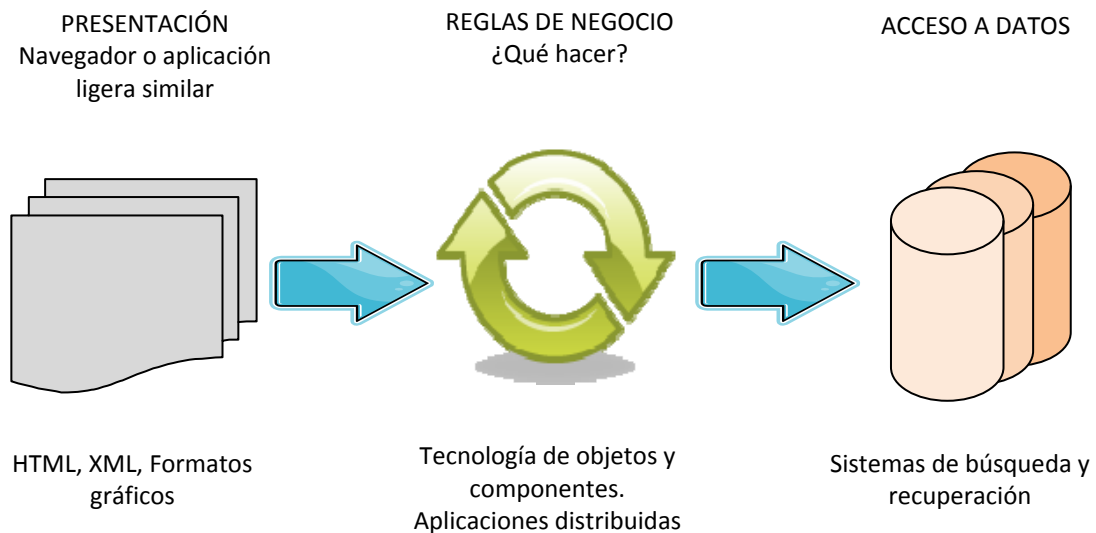 PRESENTACIÓN
Navegador o aplicación
ligera similar
REGLAS DE NEGOCIO
¿Qué hacer?
ACCESO A DATOS
HTML, XML, Formatos
gráficos
Tecnología de objetos y
componentes.
Aplicaciones distribuidas
Sistemas de búsqueda y
recuperación